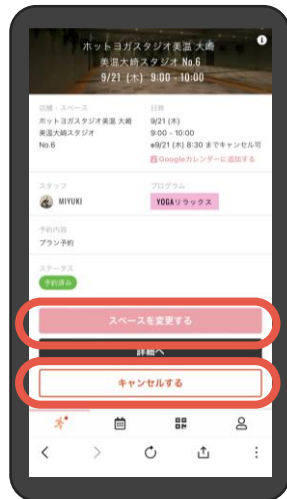 ホットヨガスタジオ美温 大崎
美温大崎スタジオ No.6
9/21 (木) 9:00 - 10:00
店舗・スペース
ホットヨガスタジオ美温 大崎
美温大崎スタジオ
No.6
日時
9/21 (木)
9:00 - 10:00
※9/21 (木) 8:30 までキャンセル可
Googleカレンダーに追加する
スタッフ
MIYUKI
プログラム
YOGAリラックス
予約内容
プラン予約
ステータス
予約済み
スペースを変更する
詳細へ
キャンセルする